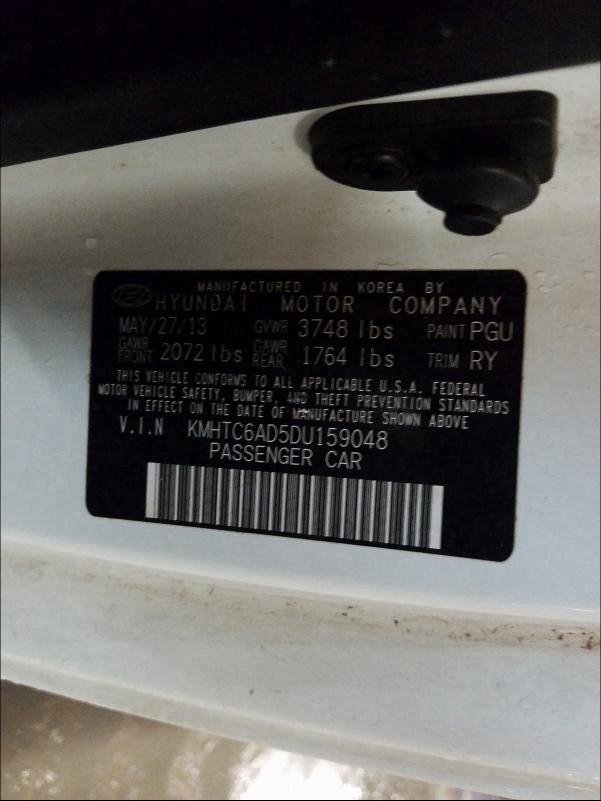 MANUFACTURED IN KOREA BY
HYUNDAI MOTOR COMPANY
MAY/27/13 GVWR 3748 lbs PAINT PGU
GAWR FRONT 2072 lbs GAWR REAR 1764 lbs TRIM RY
THIS VEHICLE CONFORMS TO ALL APPLICABLE U.S.A. FEDERAL
MOTOR VEHICLE SAFETY, BUMPER, AND THEFT PREVENTION STANDARDS
IN EFFECT ON THE DATE OF MANUFACTURE SHOWN ABOVE
V.I.N KMHTC6AD5DU159048
PASSENGER CAR